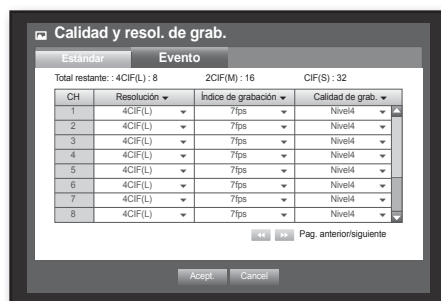 Calidad y resol. de grab.
Estándar Evento
Total restante: : 4CIF(L) : 8 2CIF(M) : 16 CIF(S) : 32
CH Resolución Índice de grabación Calidad de grab.
1 4CIF(L) 7fps Nivel4
2 4CIF(L) 7fps Nivel4
3 4CIF(L) 7fps Nivel4
4 4CIF(L) 7fps Nivel4
5 4CIF(L) 7fps Nivel4
6 4CIF(L) 7fps Nivel4
7 4CIF(L) 7fps Nivel4
8 4CIF(L) 7fps Nivel4
Pag. anterior/siguiente
Acept. Cancel